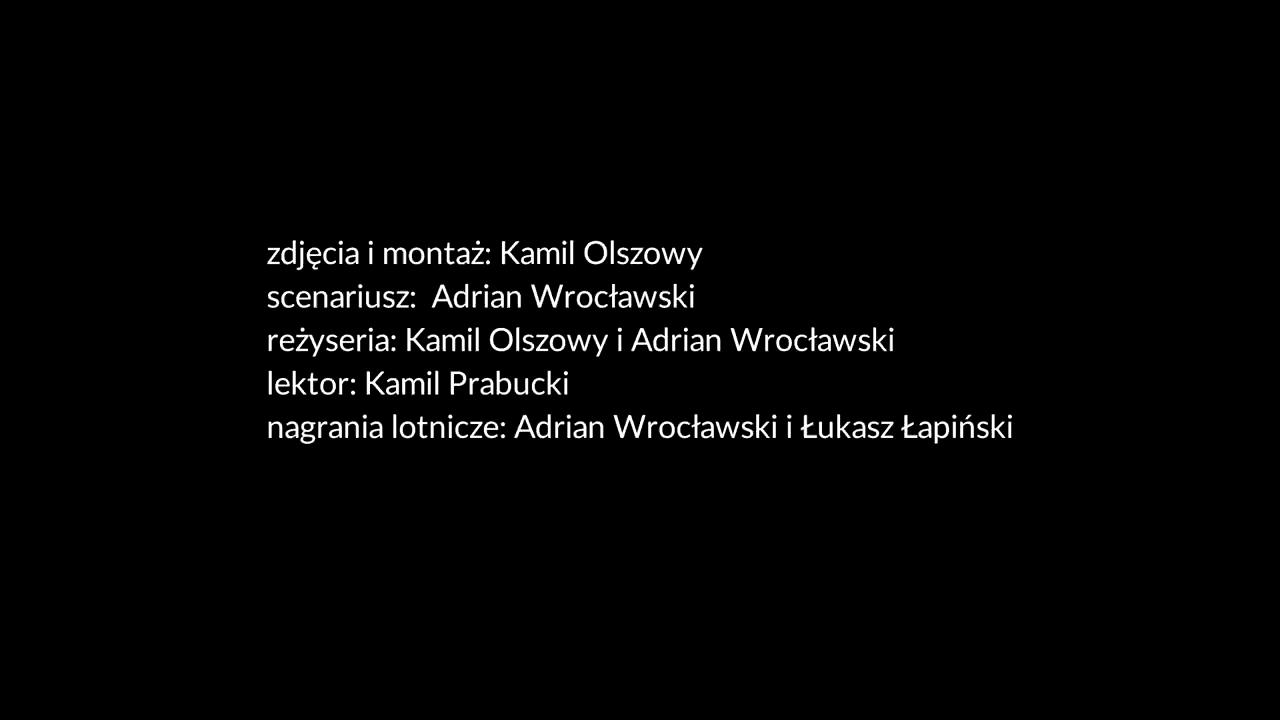 zdjęcia i montaż: Kamil Olszowy
scenariusz:  Adrian Wrocławski
reżyseria: Kamil Olszowy i Adrian Wrocławski
lektor: Kamil Prabucki
nagrania lotnicze: Adrian Wrocławski i Łukasz Łapiński